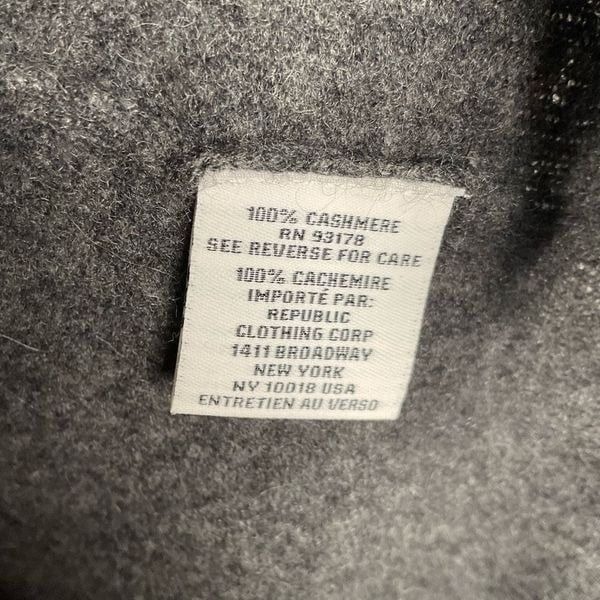 100% CASHMERE
RN 93178
SEE REVERSE FOR CARE
100% CACHEMIRE
IMPORTÉ PAR:
REPUBLIC
CLOTHING CORP
1411 BROADWAY
NEW YORK
NY 10018 USA
ENTRETIEN AU VERSO